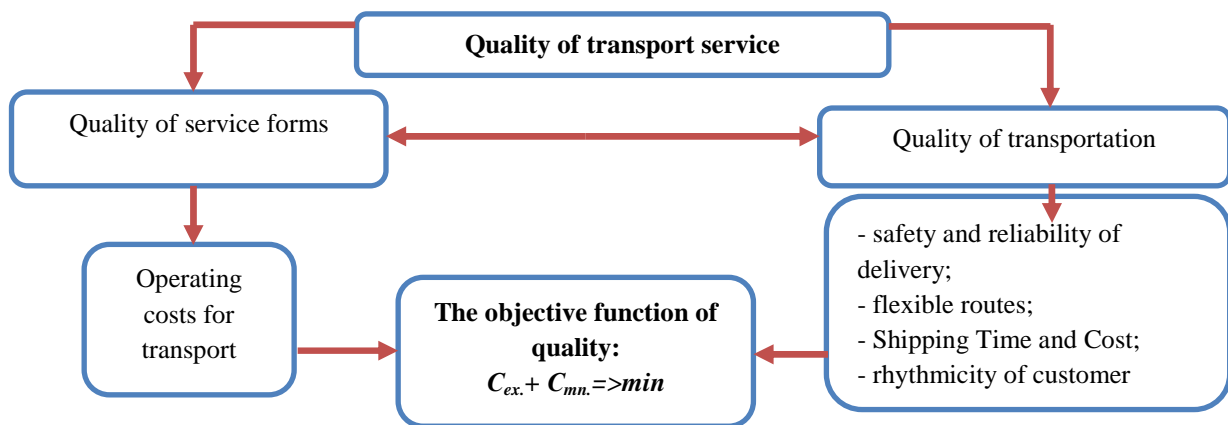 Quality of transport service
Quality of service forms
Quality of transportation
Operating
costs for
transport
The objective function of
quality:
Cex.+ Cmn.=>min
- safety and reliability of
delivery;
- flexible routes;
- Shipping Time and Cost;
- rhythmicity of customer